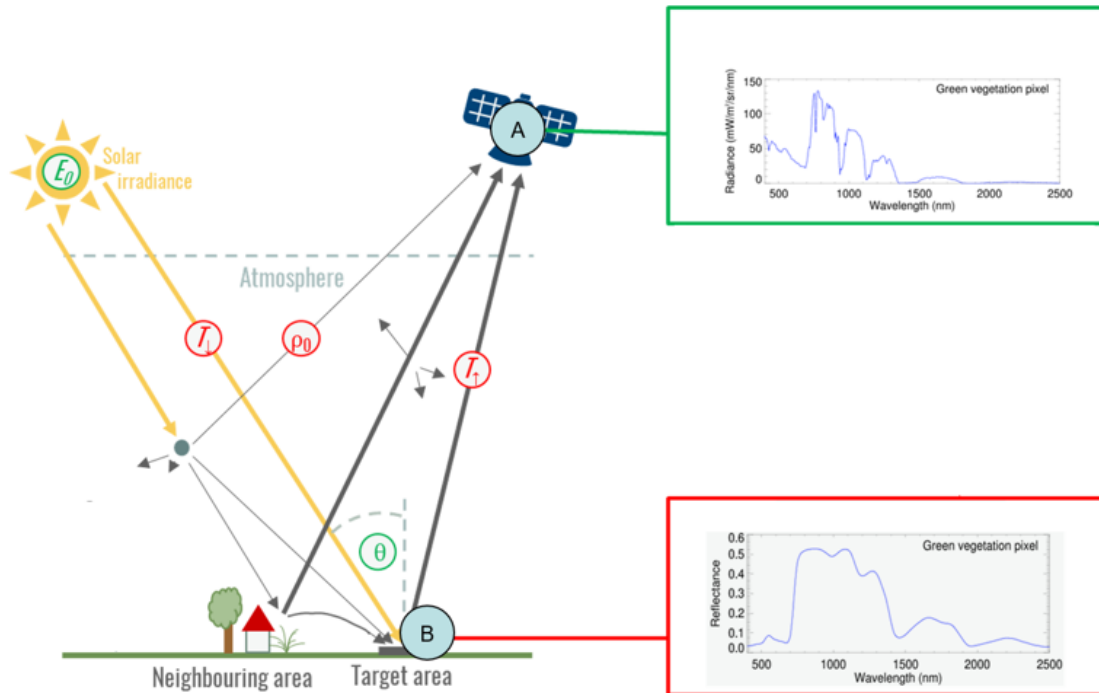 A
E0
Solar
irradiance
Atmosphere
T↓
ρ0
T↑
θ
B
Neighbouring area
Target area
Green vegetation pixel
Radiance (mW/m²/sr/nm)
150
100
50
0
500 1000 1500 2000 2500
Wavelength (nm)
Green vegetation pixel
Reflectance
0.6
0.5
0.4
0.3
0.2
0.1
0.0
500 1000 1500 2000 2500
Wavelength (nm)